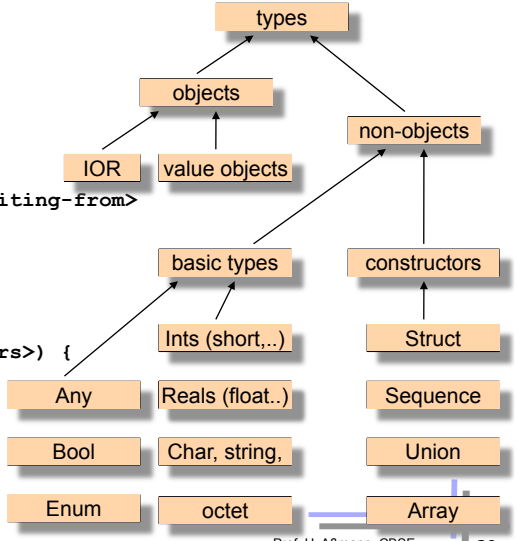 types
objects
non-objects
IOR
value objects
iting-from>
basic types
constructors
Ints (short,..)
Struct
rs>) {
Any
Reals (float..)
Sequence
Bool
Char, string,
Union
Enum
octet
Array